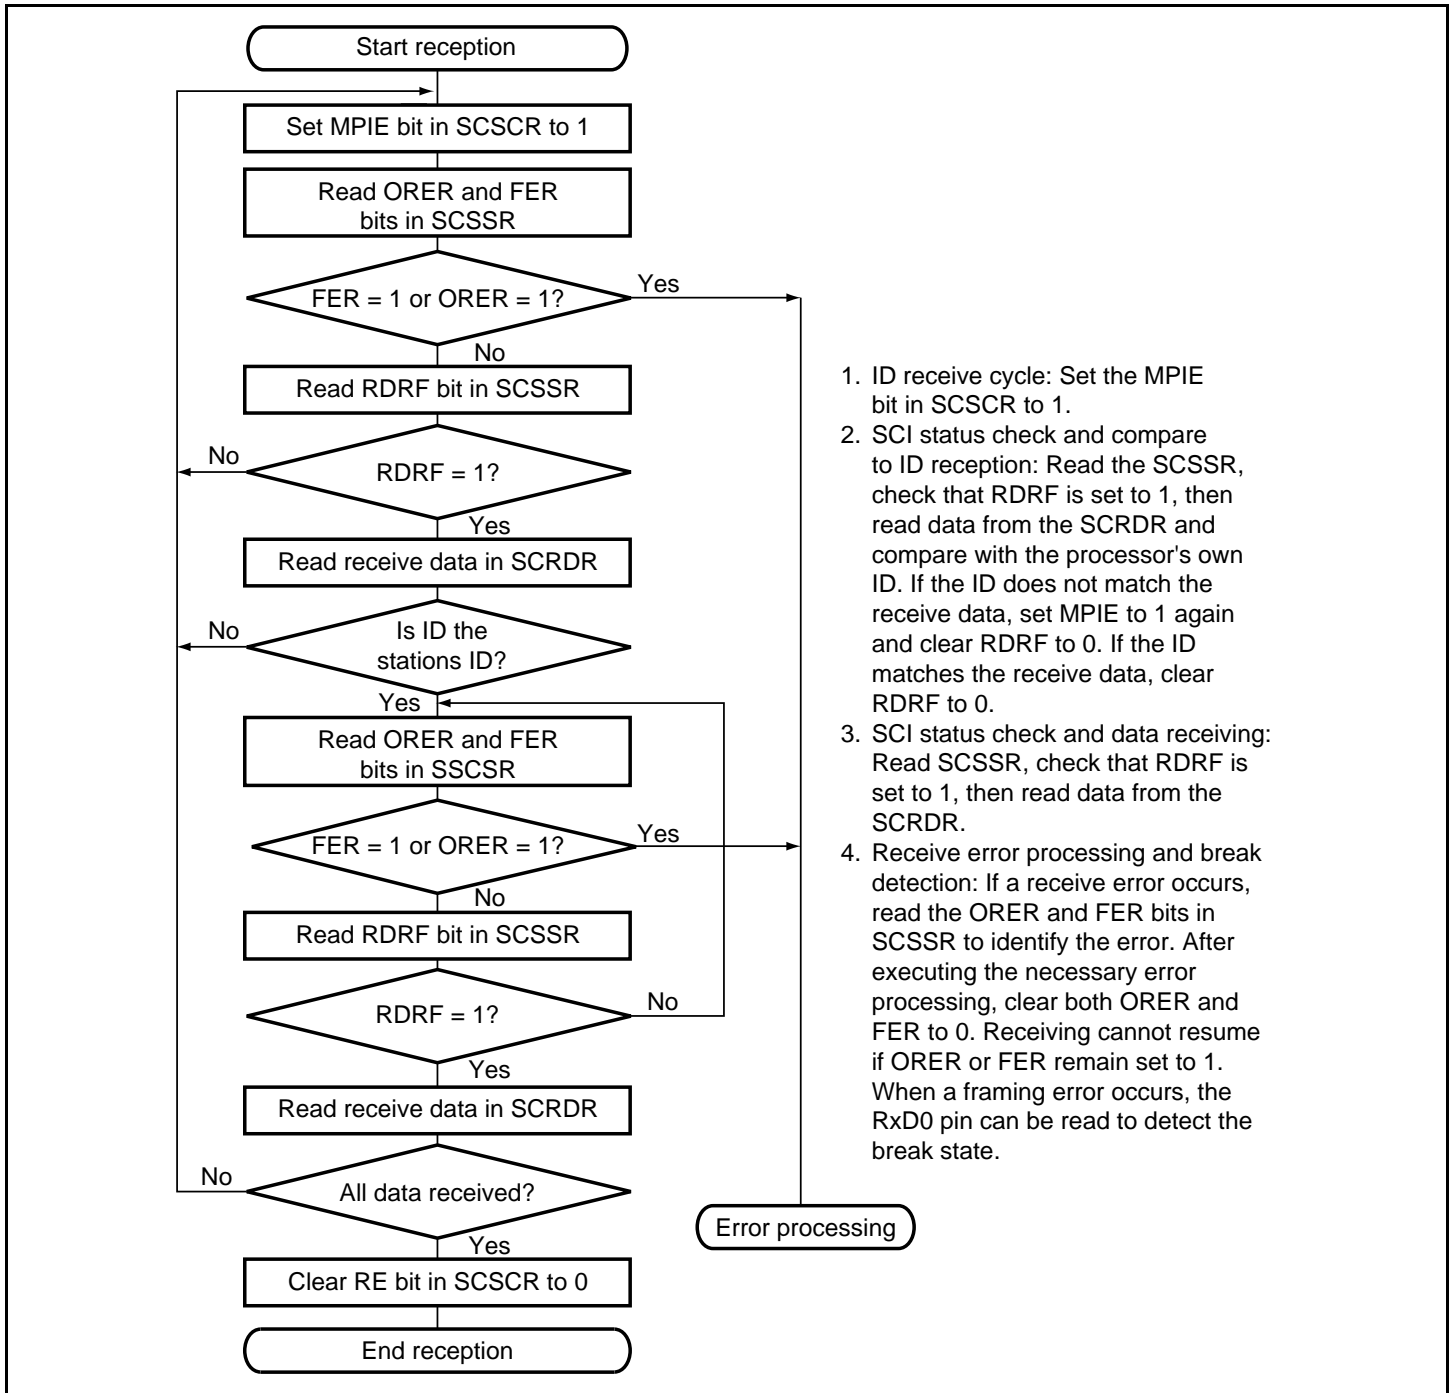 Start reception
Set MPIE bit in SCSCR to 1
Read ORER and FER
bits in SCSSR
FER = 1 or ORER = 1?
Yes
No
Read RDRF bit in SCSSR
RDRF = 1?
No
Yes
Read receive data in SCRDR
Is ID the
stations ID?
No
Yes
Read ORER and FER
bits in SSCSR
FER = 1 or ORER = 1?
Yes
No
Read RDRF bit in SCSSR
RDRF = 1?
No
Yes
Read receive data in SCRDR
All data received?
No
Yes
Clear RE bit in SCSCR to 0
End reception
Error processing
1. ID receive cycle: Set the MPIE
bit in SCSCR to 1.
2. SCI status check and compare
to ID reception: Read the SCSSR,
check that RDRF is set to 1, then
read data from the SCRDR and
compare with the processor's own
ID. If the ID does not match the
receive data, set MPIE to 1 again
and clear RDRF to 0. If the ID
matches the receive data, clear
RDRF to 0.
3. SCI status check and data receiving:
Read SCSSR, check that RDRF is
set to 1, then read data from the
SCRDR.
4. Receive error processing and break
detection: If a receive error occurs,
read the ORER and FER bits in
SCSSR to identify the error. After
executing the necessary error
processing, clear both ORER and
FER to 0. Receiving cannot resume
if ORER or FER remain set to 1.
When a framing error occurs, the
RxD0 pin can be read to detect the
break state.